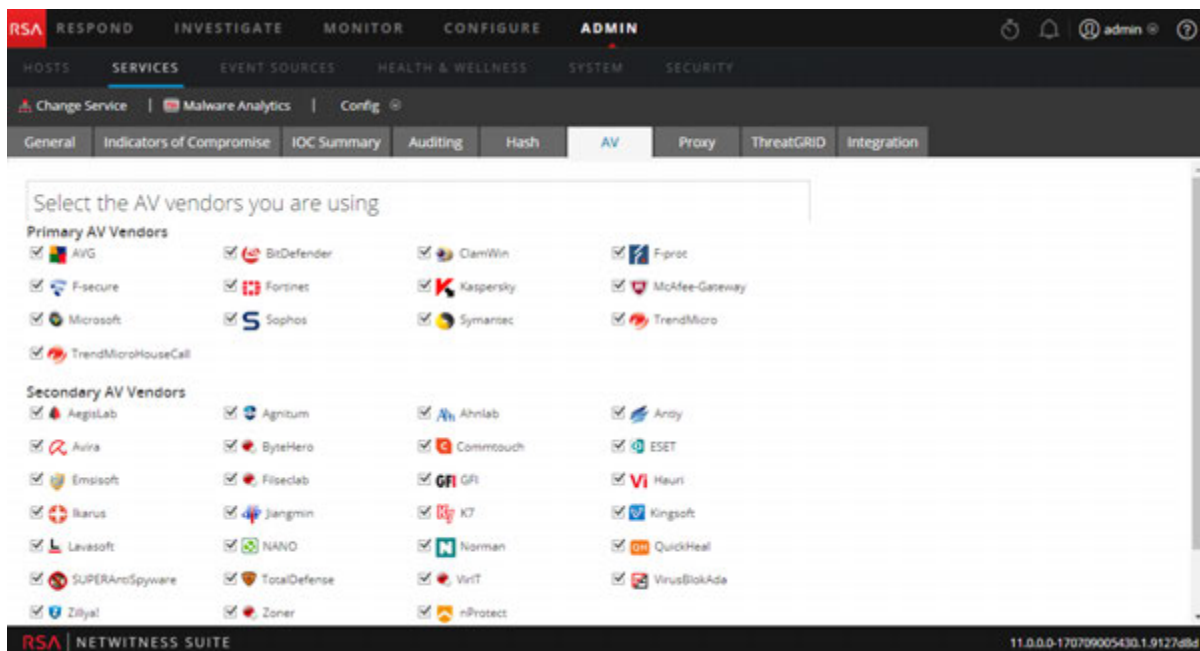 RSA RESPOND INVESTIGATE MONITOR CONFIGURE ADMIN admin
HOSTS SERVICES EVENT SOURCES HEALTH & WELLNESS SYSTEM SECURITY
Change Service | Malware Analytics | Config
General Indicators of Compromise IOC Summary Auditing Hash AV Proxy ThreatGRID Integration
Select the AV vendors you are using
Primary AV Vendors
AVG BitDefender ClamWin F-prot
F-secure Fortinet Kaspersky McAfee-Gateway
Microsoft Sophos Symantec TrendMicro
TrendMicroHouseCall
Secondary AV Vendors
AegisLab Agnitum Ahnlab Antiy
Avira ByteHero Commtouch ESET
Emsisoft Filseclab GFI GFI Hauri
Ikarus Jiangmin K7 Kingsoft
Lavasoft NANO Norman QuickHeal
SUPERAntiSpyware TotalDefense VirIT VirusBlokAda
Zillya! Zoner nProtect
RSA | NETWITNESS SUITE 11.0.0.0-170709005430.1.9127d8d